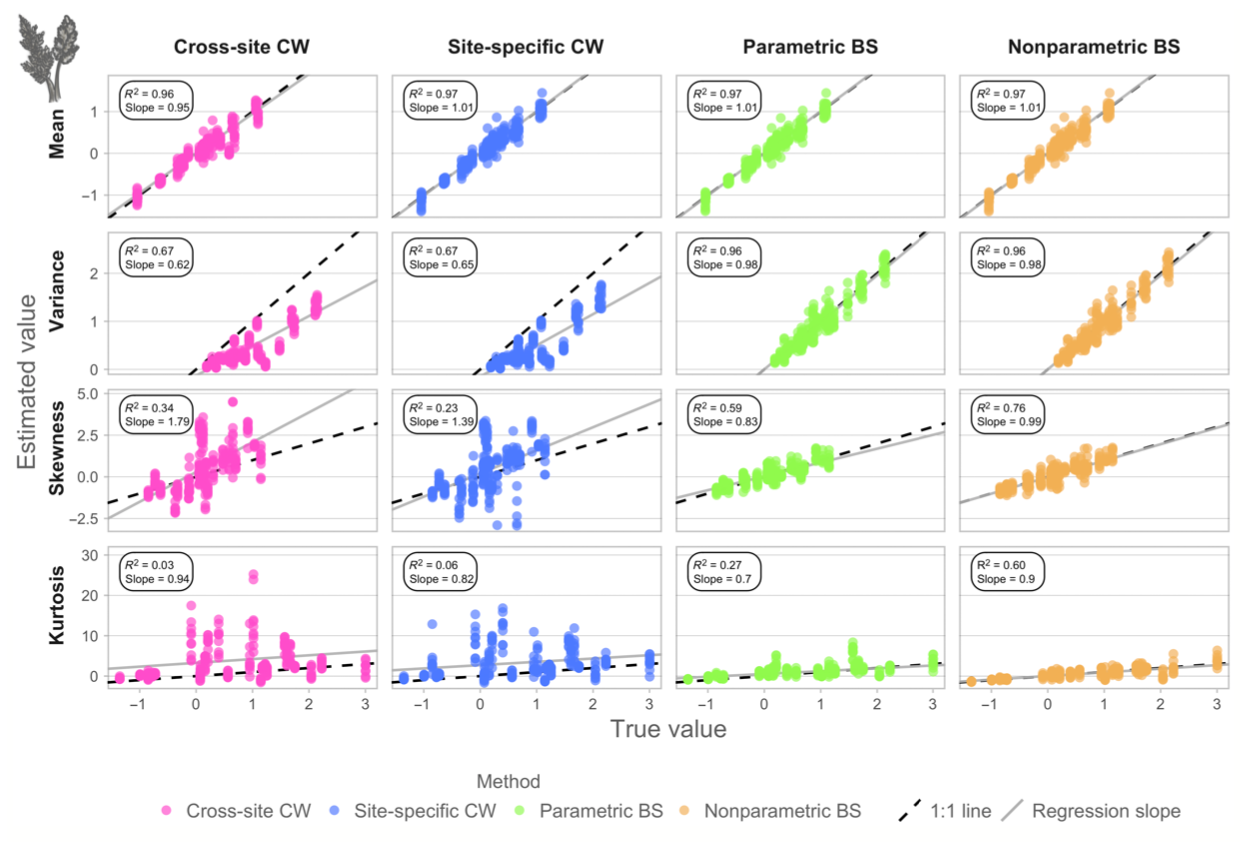 Cross-site CW Site-specific CW Parametric BS Nonparametric BS
Estimated value
Mean
R² = 0.96
Slope = 0.95
R² = 0.97
Slope = 1.01
R² = 0.97
Slope = 1.01
R² = 0.97
Slope = 1.01
1
0
−1
Variance
R² = 0.67
Slope = 0.62
R² = 0.67
Slope = 0.65
R² = 0.96
Slope = 0.98
R² = 0.96
Slope = 0.98
2
1
0
Skewness
R² = 0.34
Slope = 1.79
R² = 0.23
Slope = 1.39
R² = 0.59
Slope = 0.83
R² = 0.76
Slope = 0.99
5.0
2.5
0.0
−2.5
Kurtosis
R² = 0.03
Slope = 0.94
R² = 0.06
Slope = 0.82
R² = 0.27
Slope = 0.7
R² = 0.60
Slope = 0.9
30
20
10
0
−1 0 1 2 3 −1 0 1 2 3 −1 0 1 2 3 −1 0 1 2 3
True value
Method
Cross-site CW Site-specific CW Parametric BS Nonparametric BS 1:1 line Regression slope